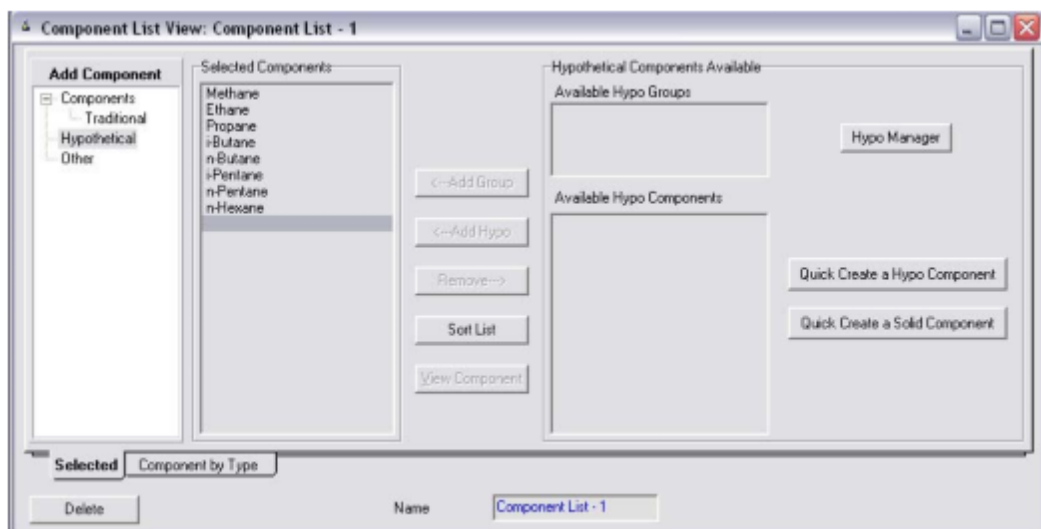 Component List View: Component List - 1
Add Component
Components
Traditional
Hypothetical
Other
Selected Components
Methane
Ethane
Propane
i-Butane
n-Butane
i-Pentane
n-Pentane
n-Hexane
<---Add Group
<---Add Hypo
Remove--->
Sort List
View Component
Hypothetical Components Available
Available Hypo Groups
Hypo Manager
Available Hypo Components
Quick Create a Hypo Component
Quick Create a Solid Component
Selected
Component by Type
Delete
Name
Component List - 1